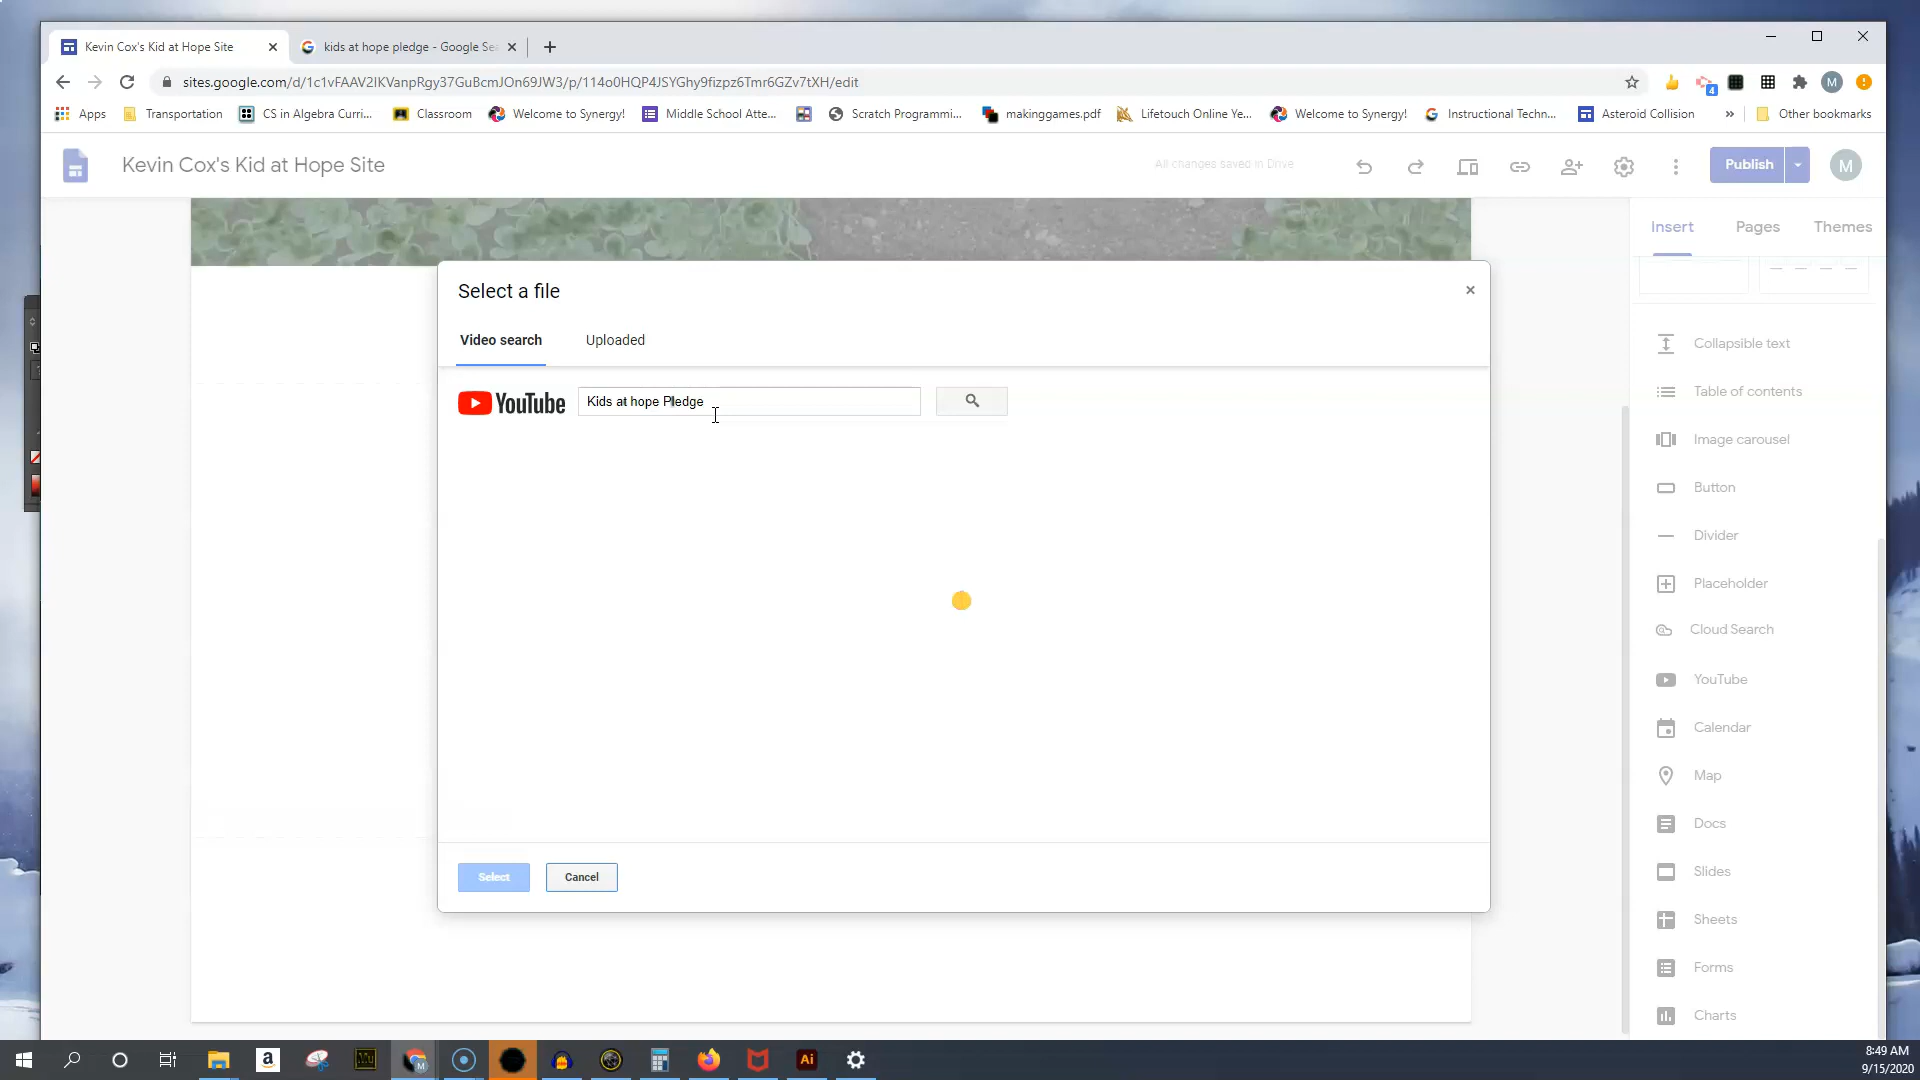 Kevin Cox's Kid at Hope Site
kids at hope pledge - Google Sea
sites.google.com/d/1c1vFAAV2IKVanpRgy37GuBcmJOn69JW3/p/114o0HQP4JSYGhy9fizpz6Tmr6GZv7tXH/edit
4
M
Apps
Transportation
CS in Algebra Curri...
Classroom
Welcome to Synergy!
Middle School Atte...
Scratch Programmi...
makinggames.pdf
Lifetouch Online Ye...
Welcome to Synergy!
Instructional Techn...
Asteroid Collision
»
Other bookmarks
Kevin Cox's Kid at Hope Site
All changes saved in Drive
Publish
M
Insert
Pages
Themes
Select a file
Video search
Uploaded
YouTube
Kids at hope Pledge
Select
Cancel
Collapsible text
Table of contents
Image carousel
Button
Divider
Placeholder
Cloud Search
YouTube
Calendar
Map
Docs
Slides
Sheets
Forms
Charts
a
Mu
M
Ai
8:49 AM
9/15/2020